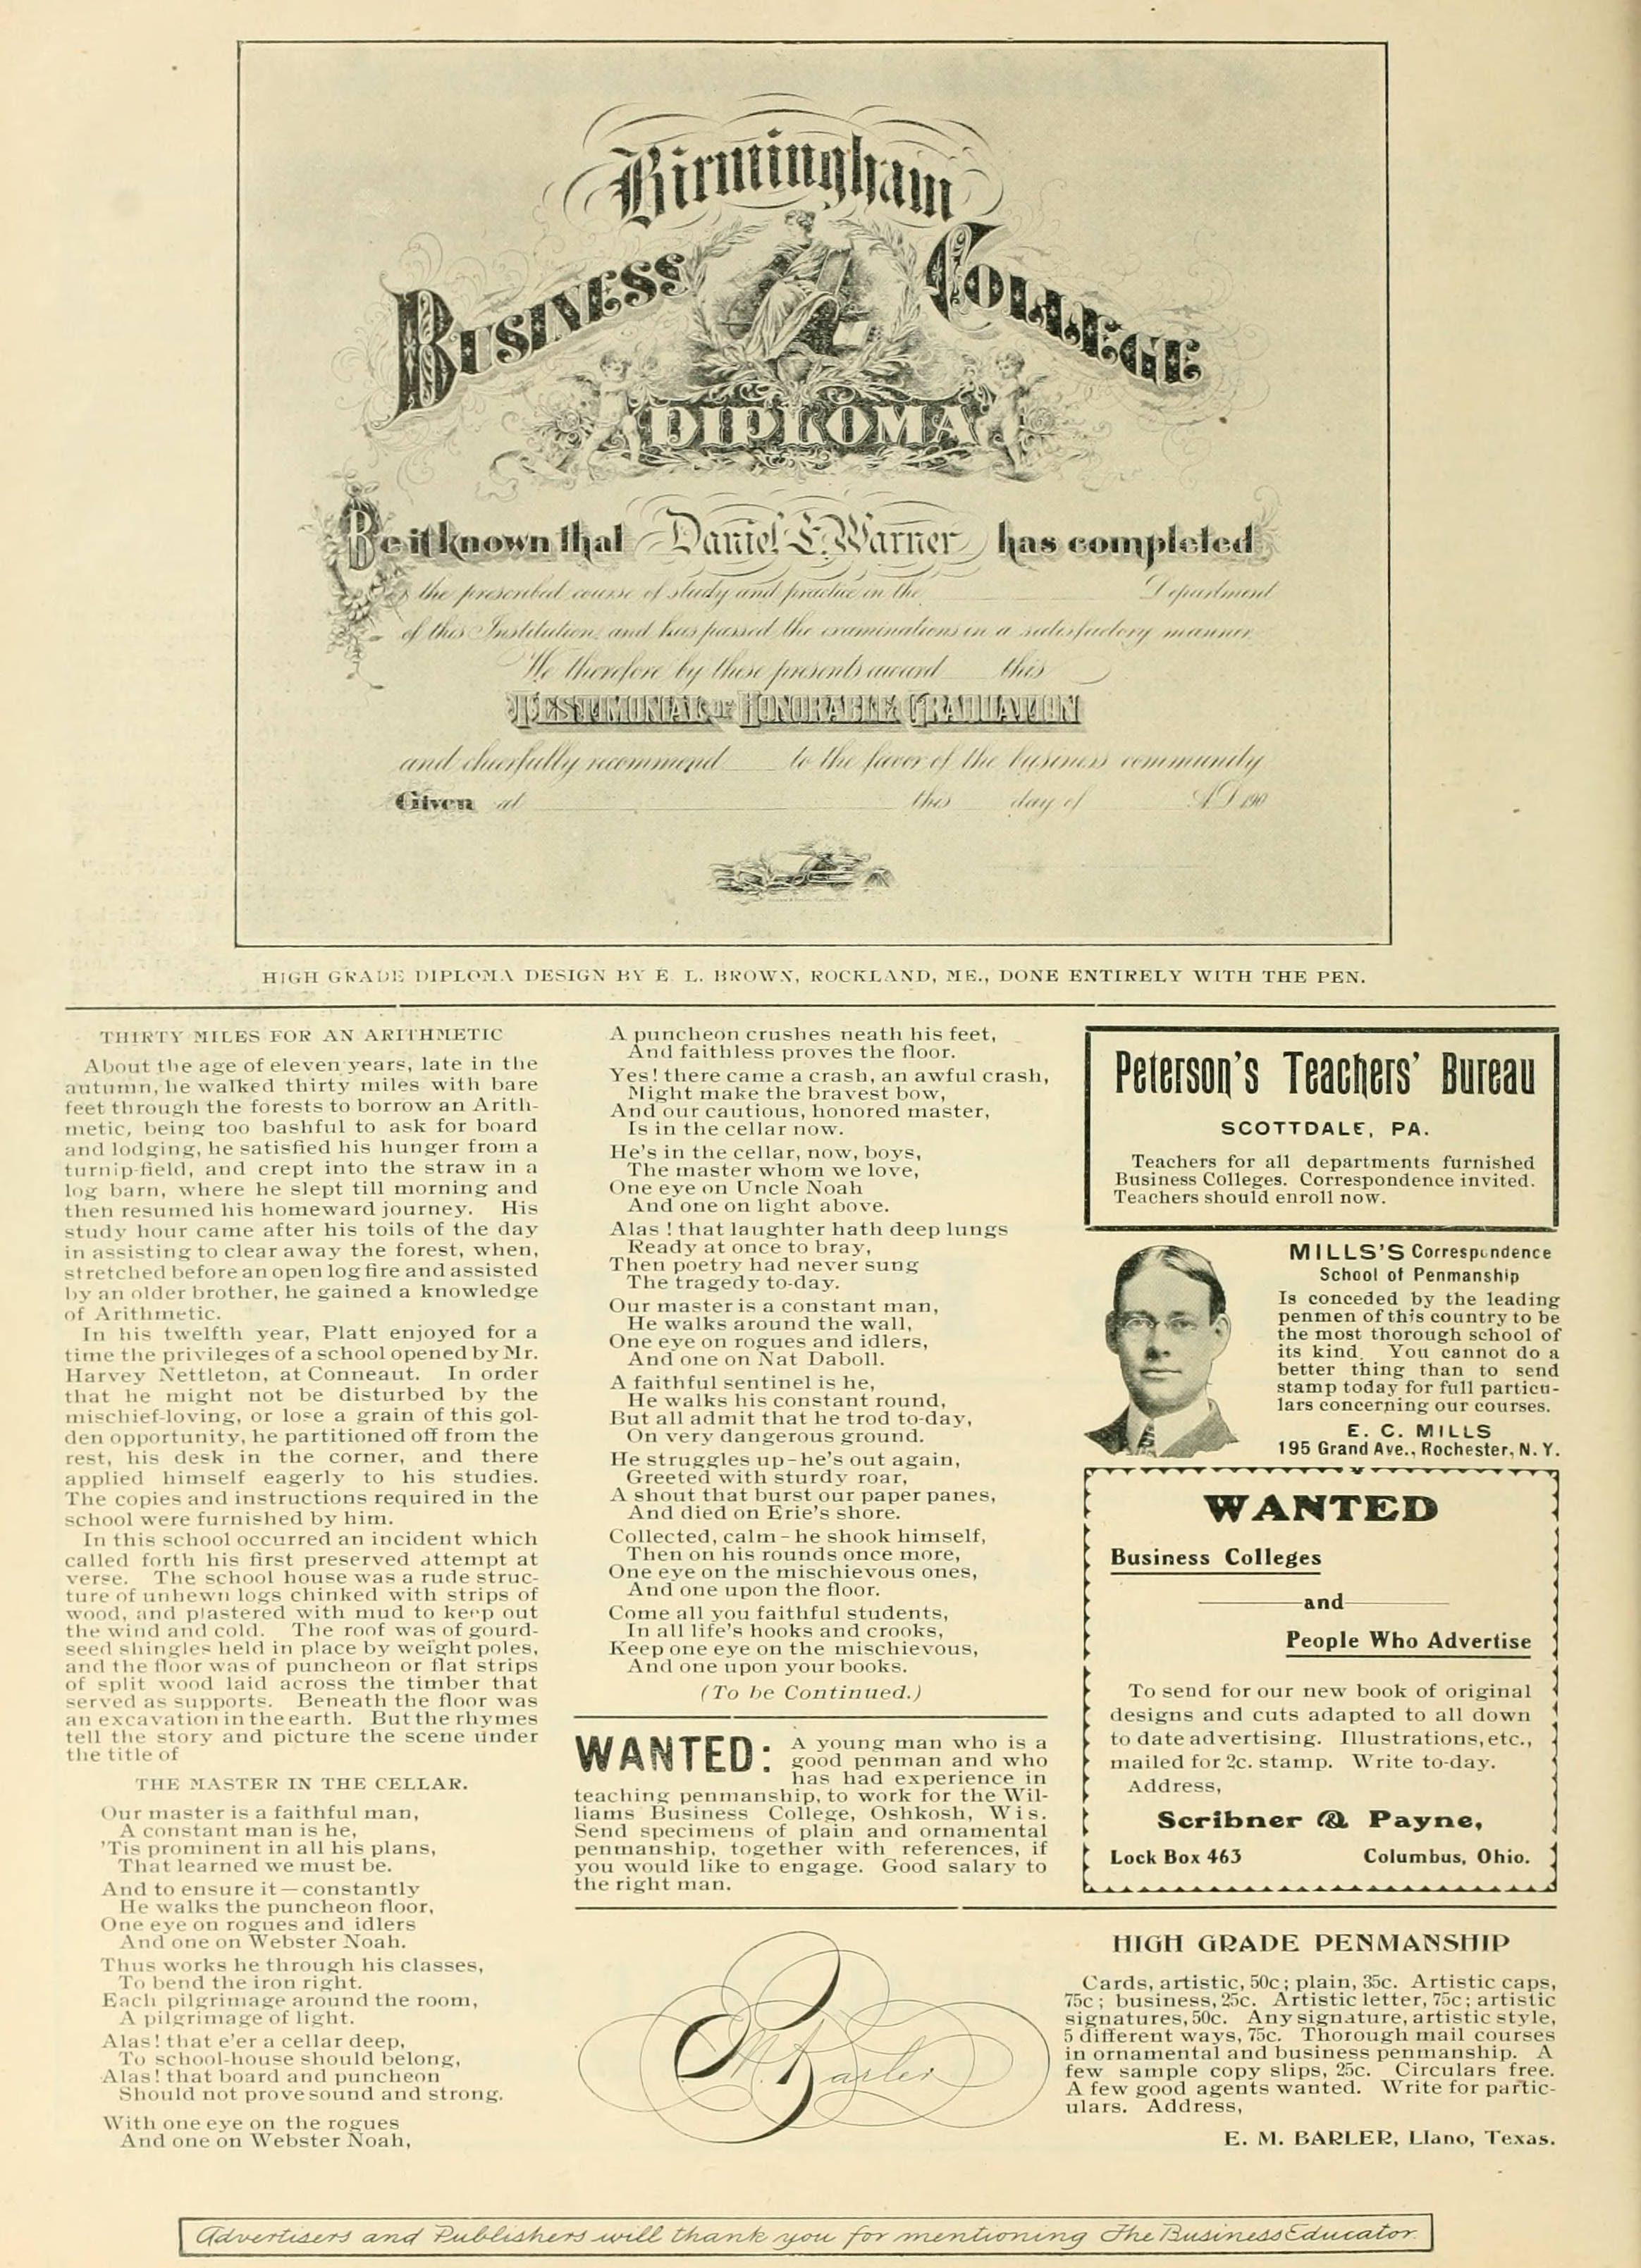 Birmingham
BUSINESS COLLEGE
DIPLOMA
Be it known that Daniel L. Warner has completed
the prescribed course of study and practice in the Department
of this Institution, and has passed the examinations in a satisfactory manner,
We therefore by these presents award this
TESTIMONIAL OF HONORABLE GRADUATION
and cheerfully recommend to the favor of the business community
Given at this day of A.D. 190
HIGH GRADE DIPLOMA DESIGN BY E. L. BROWN, ROCKLAND, ME., DONE ENTIRELY WITH THE PEN.
THIRTY MILES FOR AN ARITHMETIC
About the age of eleven years, late in the
autumn, he walked thirty miles with bare
feet through the forests to borrow an Arith-
metic, being too bashful to ask for board
and lodging, he satisfied his hunger from a
turnip-field, and crept into the straw in a
log barn, where he slept till morning and
then resumed his homeward journey. His
study hour came after his toils of the day
in assisting to clear away the forest, when,
stretched before an open log fire and assisted
by an older brother, he gained a knowledge
of Arithmetic.
In his twelfth year, Platt enjoyed for a
time the privileges of a school opened by Mr.
Harvey Nettleton, at Conneaut. In order
that he might not be disturbed by the
mischief-loving, or lose a grain of this gol-
den opportunity, he partitioned off from the
rest, his desk in the corner, and there
applied himself eagerly to his studies.
The copies and instructions required in the
school were furnished by him.
In this school occurred an incident which
called forth his first preserved attempt at
verse. The school house was a rude struc-
ture of unhewn logs chinked with strips of
wood, and plastered with mud to keep out
the wind and cold. The roof was of gourd-
seed shingles held in place by weight poles,
and the floor was of puncheon or flat strips
of split wood laid across the timber that
served as supports. Beneath the floor was
an excavation in the earth. But the rhymes
tell the story and picture the scene under
the title of
THE MASTER IN THE CELLAR.
Our master is a faithful man,
A constant man is he,
'Tis prominent in all his plans,
That learned we must be.
And to ensure it—constantly
He walks the puncheon floor,
One eye on rogues and idlers
And one on Webster Noah.
Thus works he through his classes,
To bend the iron right.
Each pilgrimage around the room,
A pilgrimage of light.
Alas! that e'er a cellar deep,
To school-house should belong,
Alas! that board and puncheon
Should not prove sound and strong.
With one eye on the rogues
And one on Webster Noah,
A puncheon crushes neath his feet,
And faithless proves the floor.
Yes! there came a crash, an awful crash,
Might make the bravest bow,
And our cautious, honored master,
Is in the cellar now.
He's in the cellar, now, boys,
The master whom we love,
One eye on Uncle Noah
And one on light above.
Alas! that laughter hath deep lungs
Ready at once to bray,
Then poetry had never sung
The tragedy to-day.
Our master is a constant man,
He walks around the wall,
One eye on rogues and idlers,
And one on Nat Daboll.
A faithful sentinel is he,
He walks his constant round,
But all admit that he trod to-day,
On very dangerous ground.
He struggles up-he's out again,
Greeted with sturdy roar,
A shout that burst our paper panes,
And died on Erie's shore.
Collected, calm-he shook himself,
Then on his rounds once more,
One eye on the mischievous ones,
And one upon the floor.
Come all you faithful students,
In all life's hooks and crooks,
Keep one eye on the mischievous,
And one upon your books.
(To be Continued.)
WANTED: A young man who is a
good penman and who
has had experience in
teaching penmanship, to work for the Wil-
liams Business College, Oshkosh, Wis.
Send specimens of plain and ornamental
penmanship, together with references, if
you would like to engage. Good salary to
the right man.
Peterson's Teachers' Bureau
SCOTTDALE, PA.
Teachers for all departments furnished
Business Colleges. Correspondence invited.
Teachers should enroll now.
MILLS'S Correspondence
School of Penmanship
Is conceded by the leading
penmen of this country to be
the most thorough school of
its kind. You cannot do a
better thing than to send
stamp today for full particu-
lars concerning our courses.
E. C. MILLS
195 Grand Ave., Rochester, N. Y.
WANTED
Business Colleges
and
People Who Advertise
To send for our new book of original
designs and cuts adapted to all down
to date advertising. Illustrations, etc.,
mailed for 2c. stamp. Write to-day.
Address,
Scribner & Payne,
Lock Box 463 Columbus, Ohio.
E. M. Barler
HIGH GRADE PENMANSHIP
Cards, artistic, 50c; plain, 35c. Artistic caps,
75c; business, 25c. Artistic letter, 75c; artistic
signatures, 50c. Any signature, artistic style,
5 different ways, 75c. Thorough mail courses
in ornamental and business penmanship. A
few sample copy slips, 25c. Circulars free.
A few good agents wanted. Write for partic-
ulars. Address,
E. M. BARLER, Llano, Texas.
Advertisers and Publishers will thank you for mentioning The Business Educator.